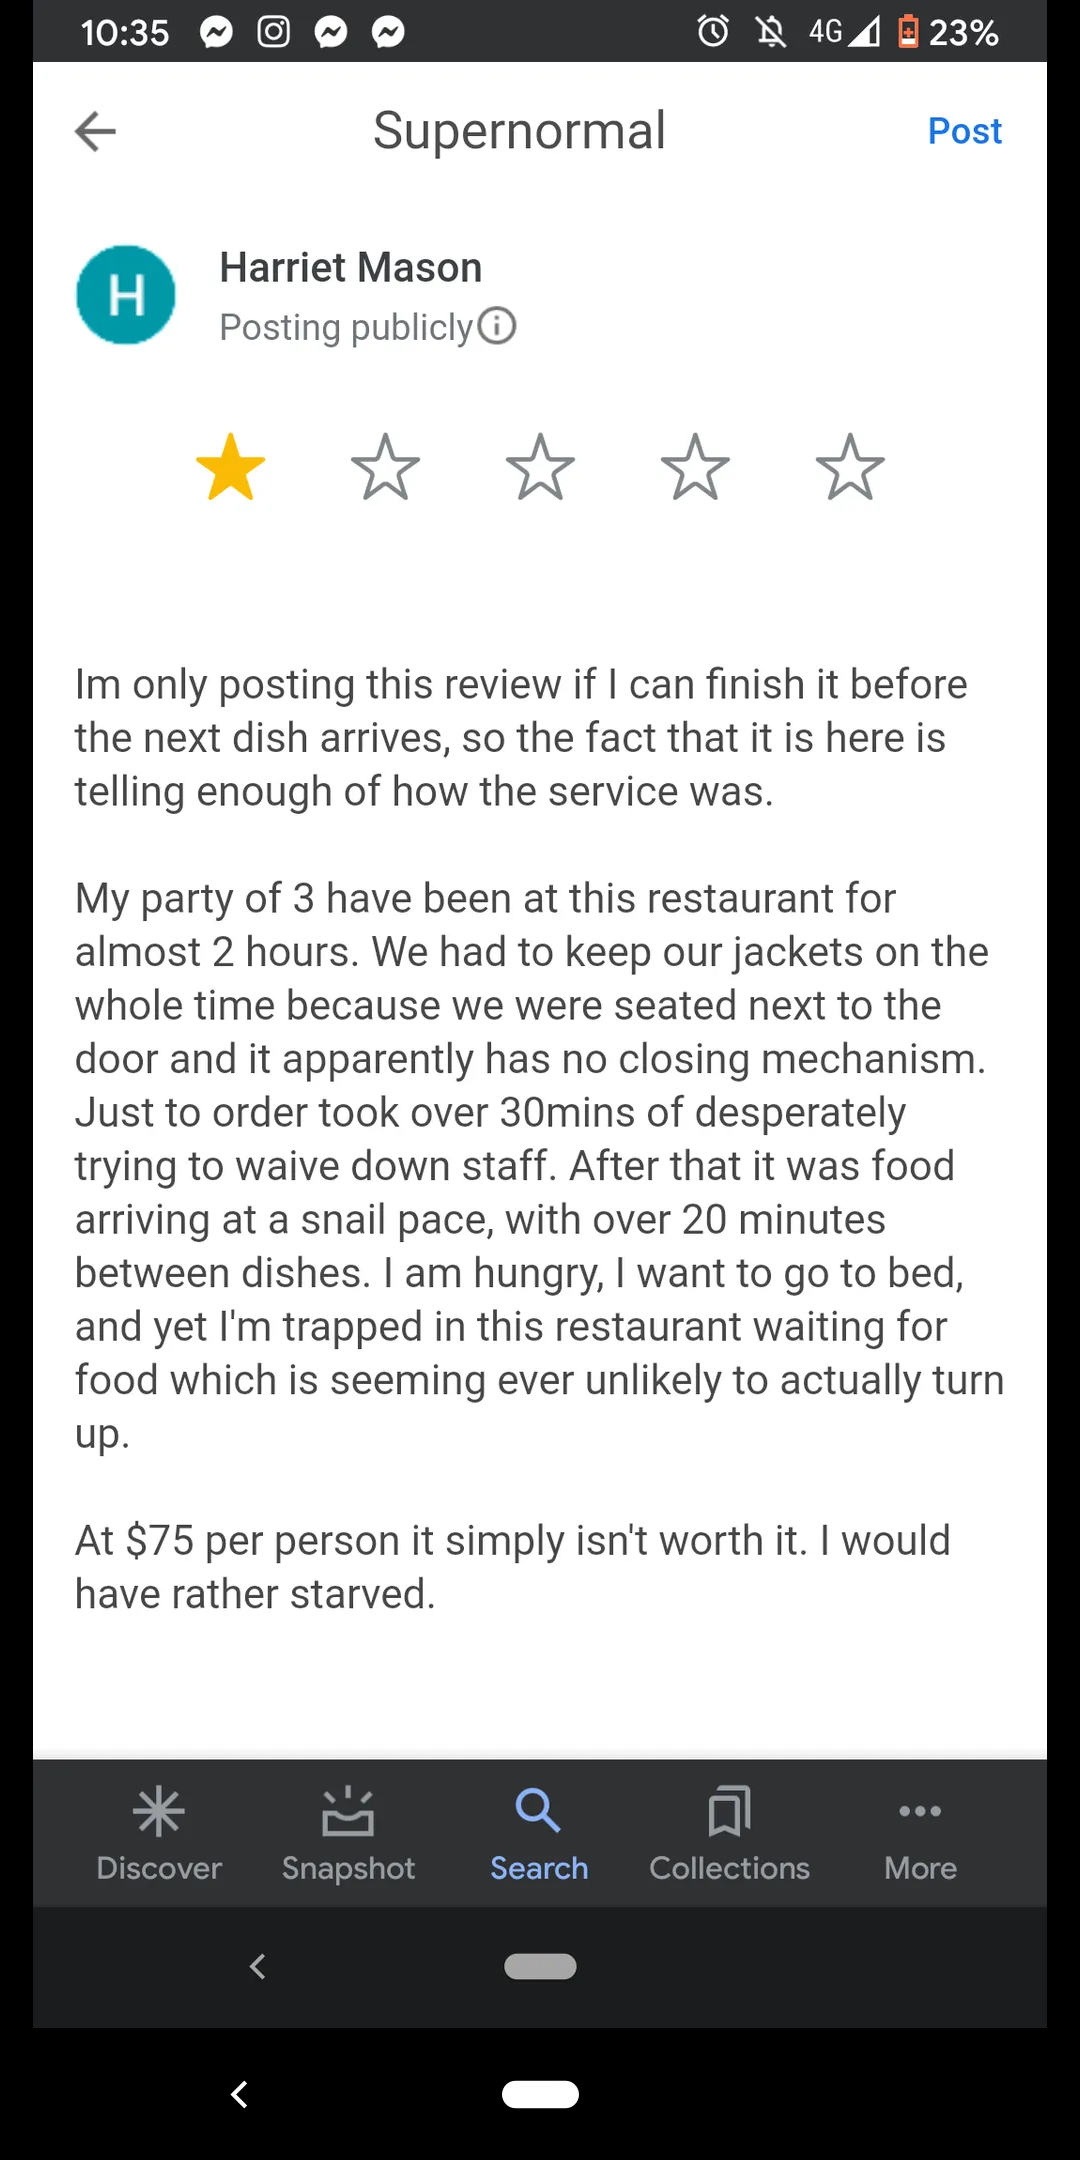 10:35 4G 23%
Supernormal Post
H
Harriet Mason
Posting publicly
Im only posting this review if I can finish it before
the next dish arrives, so the fact that it is here is
telling enough of how the service was.
My party of 3 have been at this restaurant for
almost 2 hours. We had to keep our jackets on the
whole time because we were seated next to the
door and it apparently has no closing mechanism.
Just to order took over 30mins of desperately
trying to waive down staff. After that it was food
arriving at a snail pace, with over 20 minutes
between dishes. I am hungry, I want to go to bed,
and yet I'm trapped in this restaurant waiting for
food which is seeming ever unlikely to actually turn
up.
At $75 per person it simply isn't worth it. I would
have rather starved.
Discover Snapshot Search Collections More